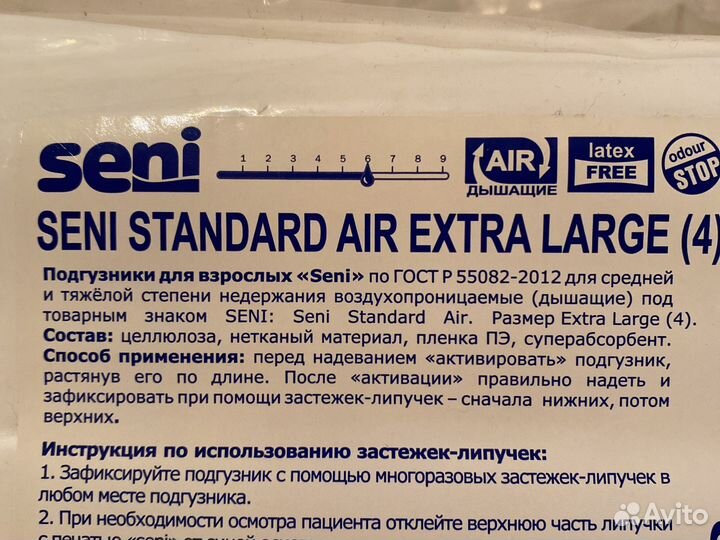 seni
1 2 3 4 5 6 7 8 9
AIR
ДЫШАЩИЕ
latex
FREE
odour
STOP
SENI STANDARD AIR EXTRA LARGE (4)
Подгузники для взрослых «Seni» по ГОСТ Р 55082-2012 для средней
и тяжёлой степени недержания воздухопроницаемые (дышащие) под
товарным знаком SENI: Seni Standard Air. Размер Extra Large (4).
Состав: целлюлоза, нетканый материал, пленка ПЭ, суперабсорбент.
Способ применения: перед надеванием «активировать» подгузник,
растянув его по длине. После «активации» правильно надеть и
зафиксировать при помощи застежек-липучек – сначала нижних, потом
верхних.
Инструкция по использованию застежек-липучек:
1. Зафиксируйте подгузник с помощью многоразовых застежек-липучек в
любом месте подгузника.
2. При необходимости осмотра пациента отклейте верхнюю часть липучки
с печатью «seni» от
Avito